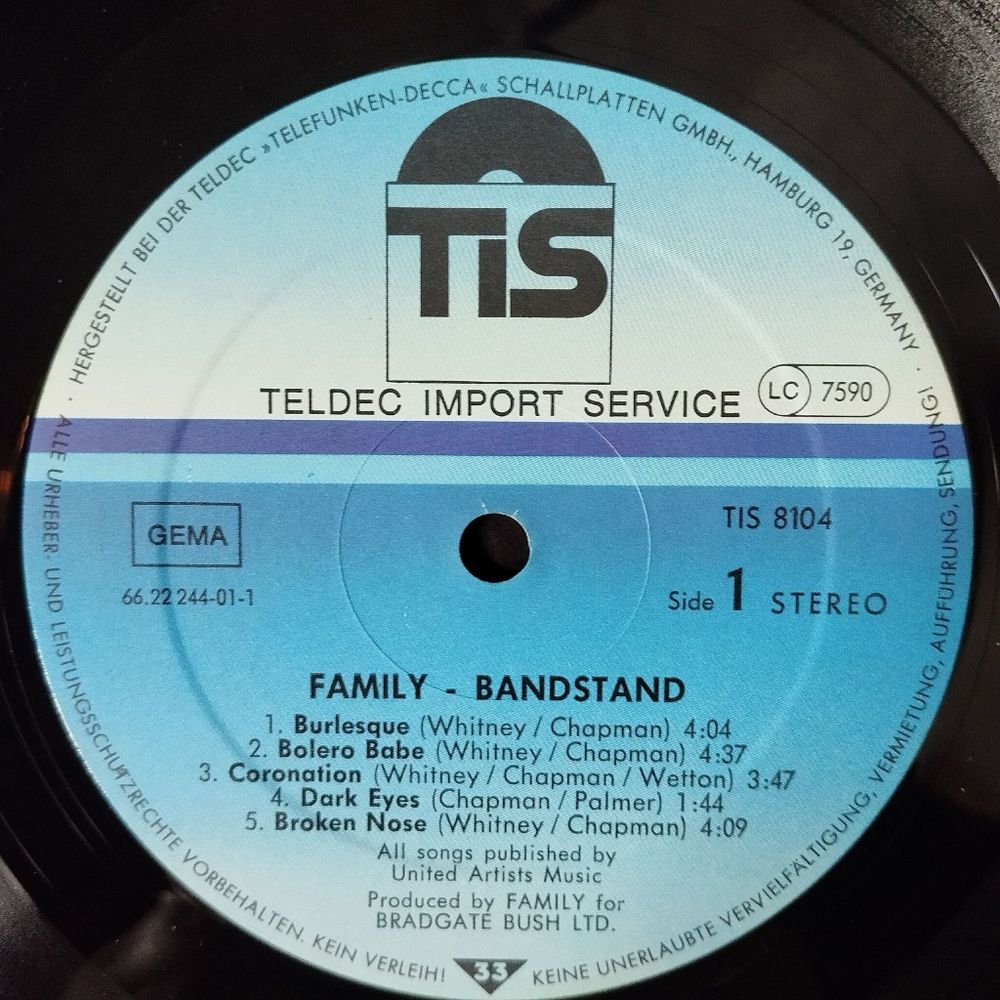 · HERGESTELLT BEI DER TELDEC »TELEFUNKEN-DECCA« SCHALLPLATTEN GMBH., HAMBURG 19, GERMANY ·
TiS
TELDEC IMPORT SERVICE
LC 7590
GEMA
TIS 8104
66.22 244-01-1
Side 1 STEREO
FAMILY - BANDSTAND
1. Burlesque (Whitney / Chapman) 4:04
2. Bolero Babe (Whitney / Chapman) 4:37
3. Coronation (Whitney / Chapman / Wetton) 3:47
4. Dark Eyes (Chapman / Palmer) 1:44
5. Broken Nose (Whitney / Chapman) 4:09
All songs published by
United Artists Music
Produced by FAMILY for
BRADGATE BUSH LTD.
ALLE URHEBER- UND LEISTUNGSSCHUTZRECHTE VORBEHALTEN. KEIN VERLEIH!
33
KEINE UNERLAUBTE VERVIELFÄLTIGUNG, VERMIETUNG, AUFFÜHRUNG, SENDUNG! ·